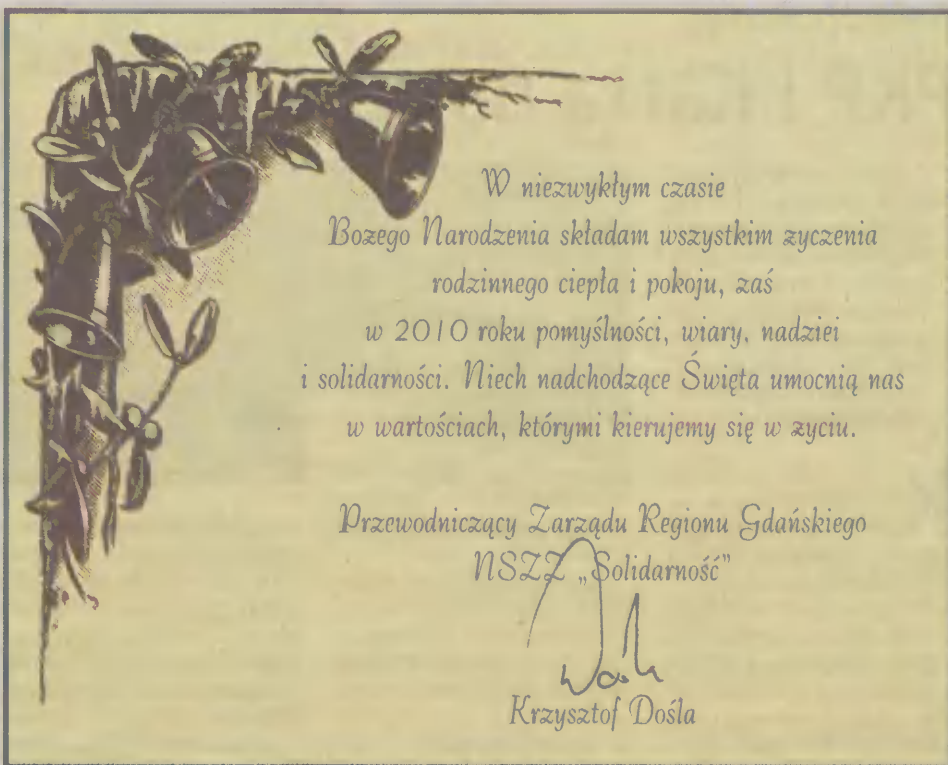 W niezwykłym czasie
Bozego Narodzenia składam wszystkim zyczenia
rodzinnego ciepła i pokoju, zaś
w 2010 roku pomyślności, wiary, nadziei
i solidarności. Niech nadchodzące Święta umocnią nas
w wartościach, którymi kierujemy się w zyciu.
Przewodniczący Zarządu Regionu Gdańskiego
NSZZ „Solidarność”
Krzysztof Dośla